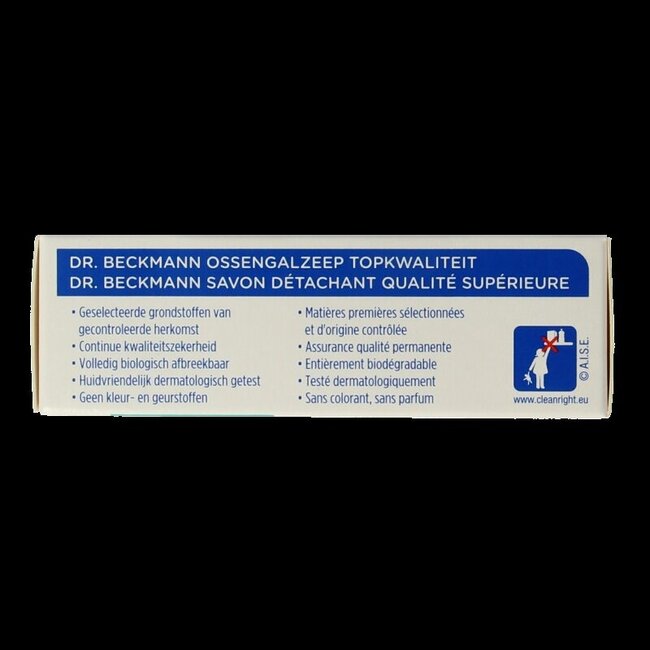 DR. BECKMANN OSSENGALZEEP TOPKWALITEIT
DR. BECKMANN SAVON DÉTACHANT QUALITÉ SUPÉRIEURE
• Geselecteerde grondstoffen van
gecontroleerde herkomst
• Continue kwaliteitszekerheid
• Volledig biologisch afbreekbaar
• Huidvriendelijk dermatologisch getest
• Geen kleur- en geurstoffen
• Matières premières sélectionnées
et d'origine contrôlée
• Assurance qualité permanente
• Entièrement biodégradable
• Testé dermatologiquement
• Sans colorant, sans parfum
© A.I.S.E.
www.cleanright.eu